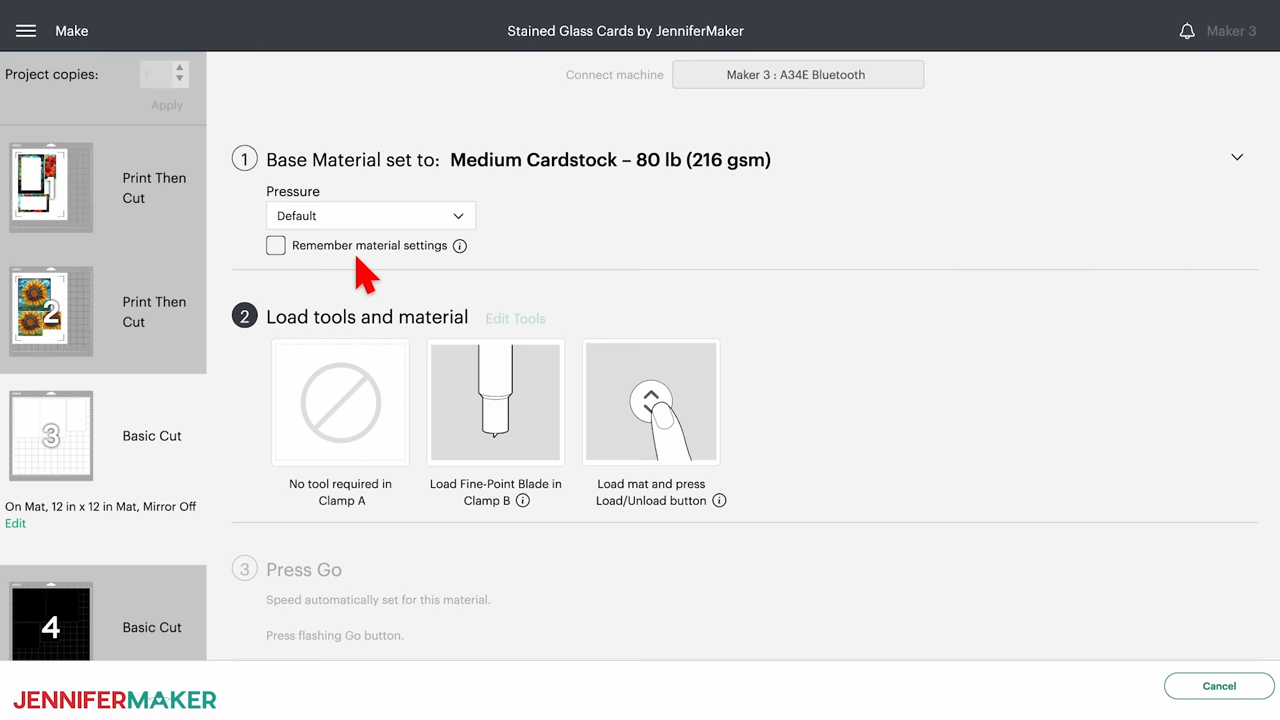 Make
Stained Glass Cards by JenniferMaker
Maker 3
Project copies:
1
Apply
Connect machine
Maker 3 : A34E Bluetooth
Print Then
Cut
2
Print Then
Cut
3
Basic Cut
On Mat, 12 in x 12 in Mat, Mirror Off
Edit
4
Basic Cut
1 Base Material set to: Medium Cardstock – 80 lb (216 gsm)
Pressure
Default
Remember material settings
2 Load tools and material Edit Tools
No tool required in
Clamp A
Load Fine-Point Blade in
Clamp B
Load mat and press
Load/Unload button
3 Press Go
Speed automatically set for this material.
Press flashing Go button.
JENNIFERMAKER
Cancel